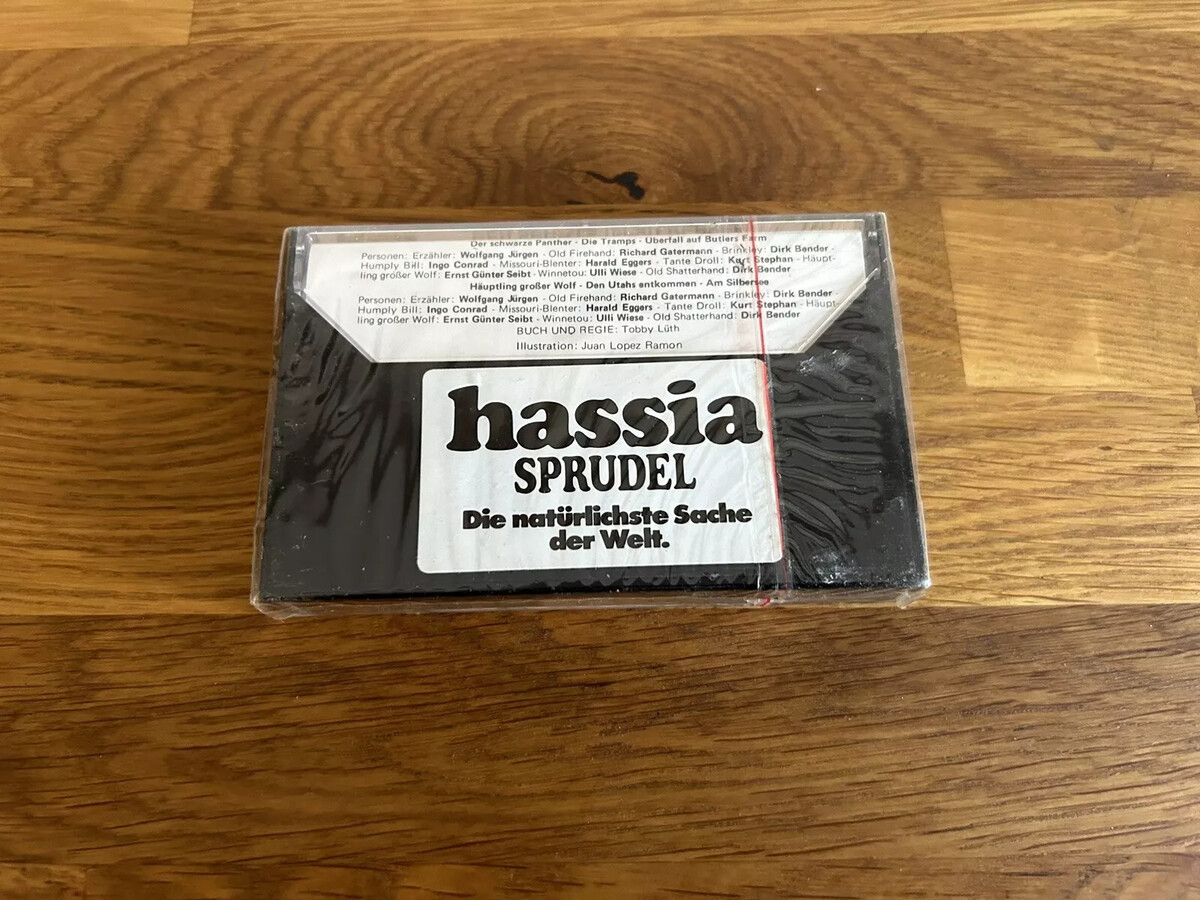 Der schwarze Panther - Die Tramps - Überfall auf Butlers Farm
Personen: Erzähler: Wolfgang Jürgen - Old Firehand: Richard Gatermann - Brinkley: Dirk Bender -
Humply Bill: Ingo Conrad - Missouri-Blenter: Harald Eggers - Tante Droll: Kurt Stephan - Häupt-
ling großer Wolf: Ernst Günter Seibt - Winnetou: Ulli Wiese - Old Shatterhand: Dirk Bender
Häuptling großer Wolf - Den Utahs entkommen - Am Silbersee
Personen: Erzähler: Wolfgang Jürgen - Old Firehand: Richard Gatermann - Brinkley: Dirk Bender -
Humply Bill: Ingo Conrad - Missouri-Blenter: Harald Eggers - Tante Droll: Kurt Stephan - Häupt-
ling großer Wolf: Ernst Günter Seibt - Winnetou: Ulli Wiese - Old Shatterhand: Dirk Bender
BUCH UND REGIE: Tobby Lüth
Illustration: Juan Lopez Ramon
hassia
SPRUDEL
Die natürlichste Sache
der Welt.